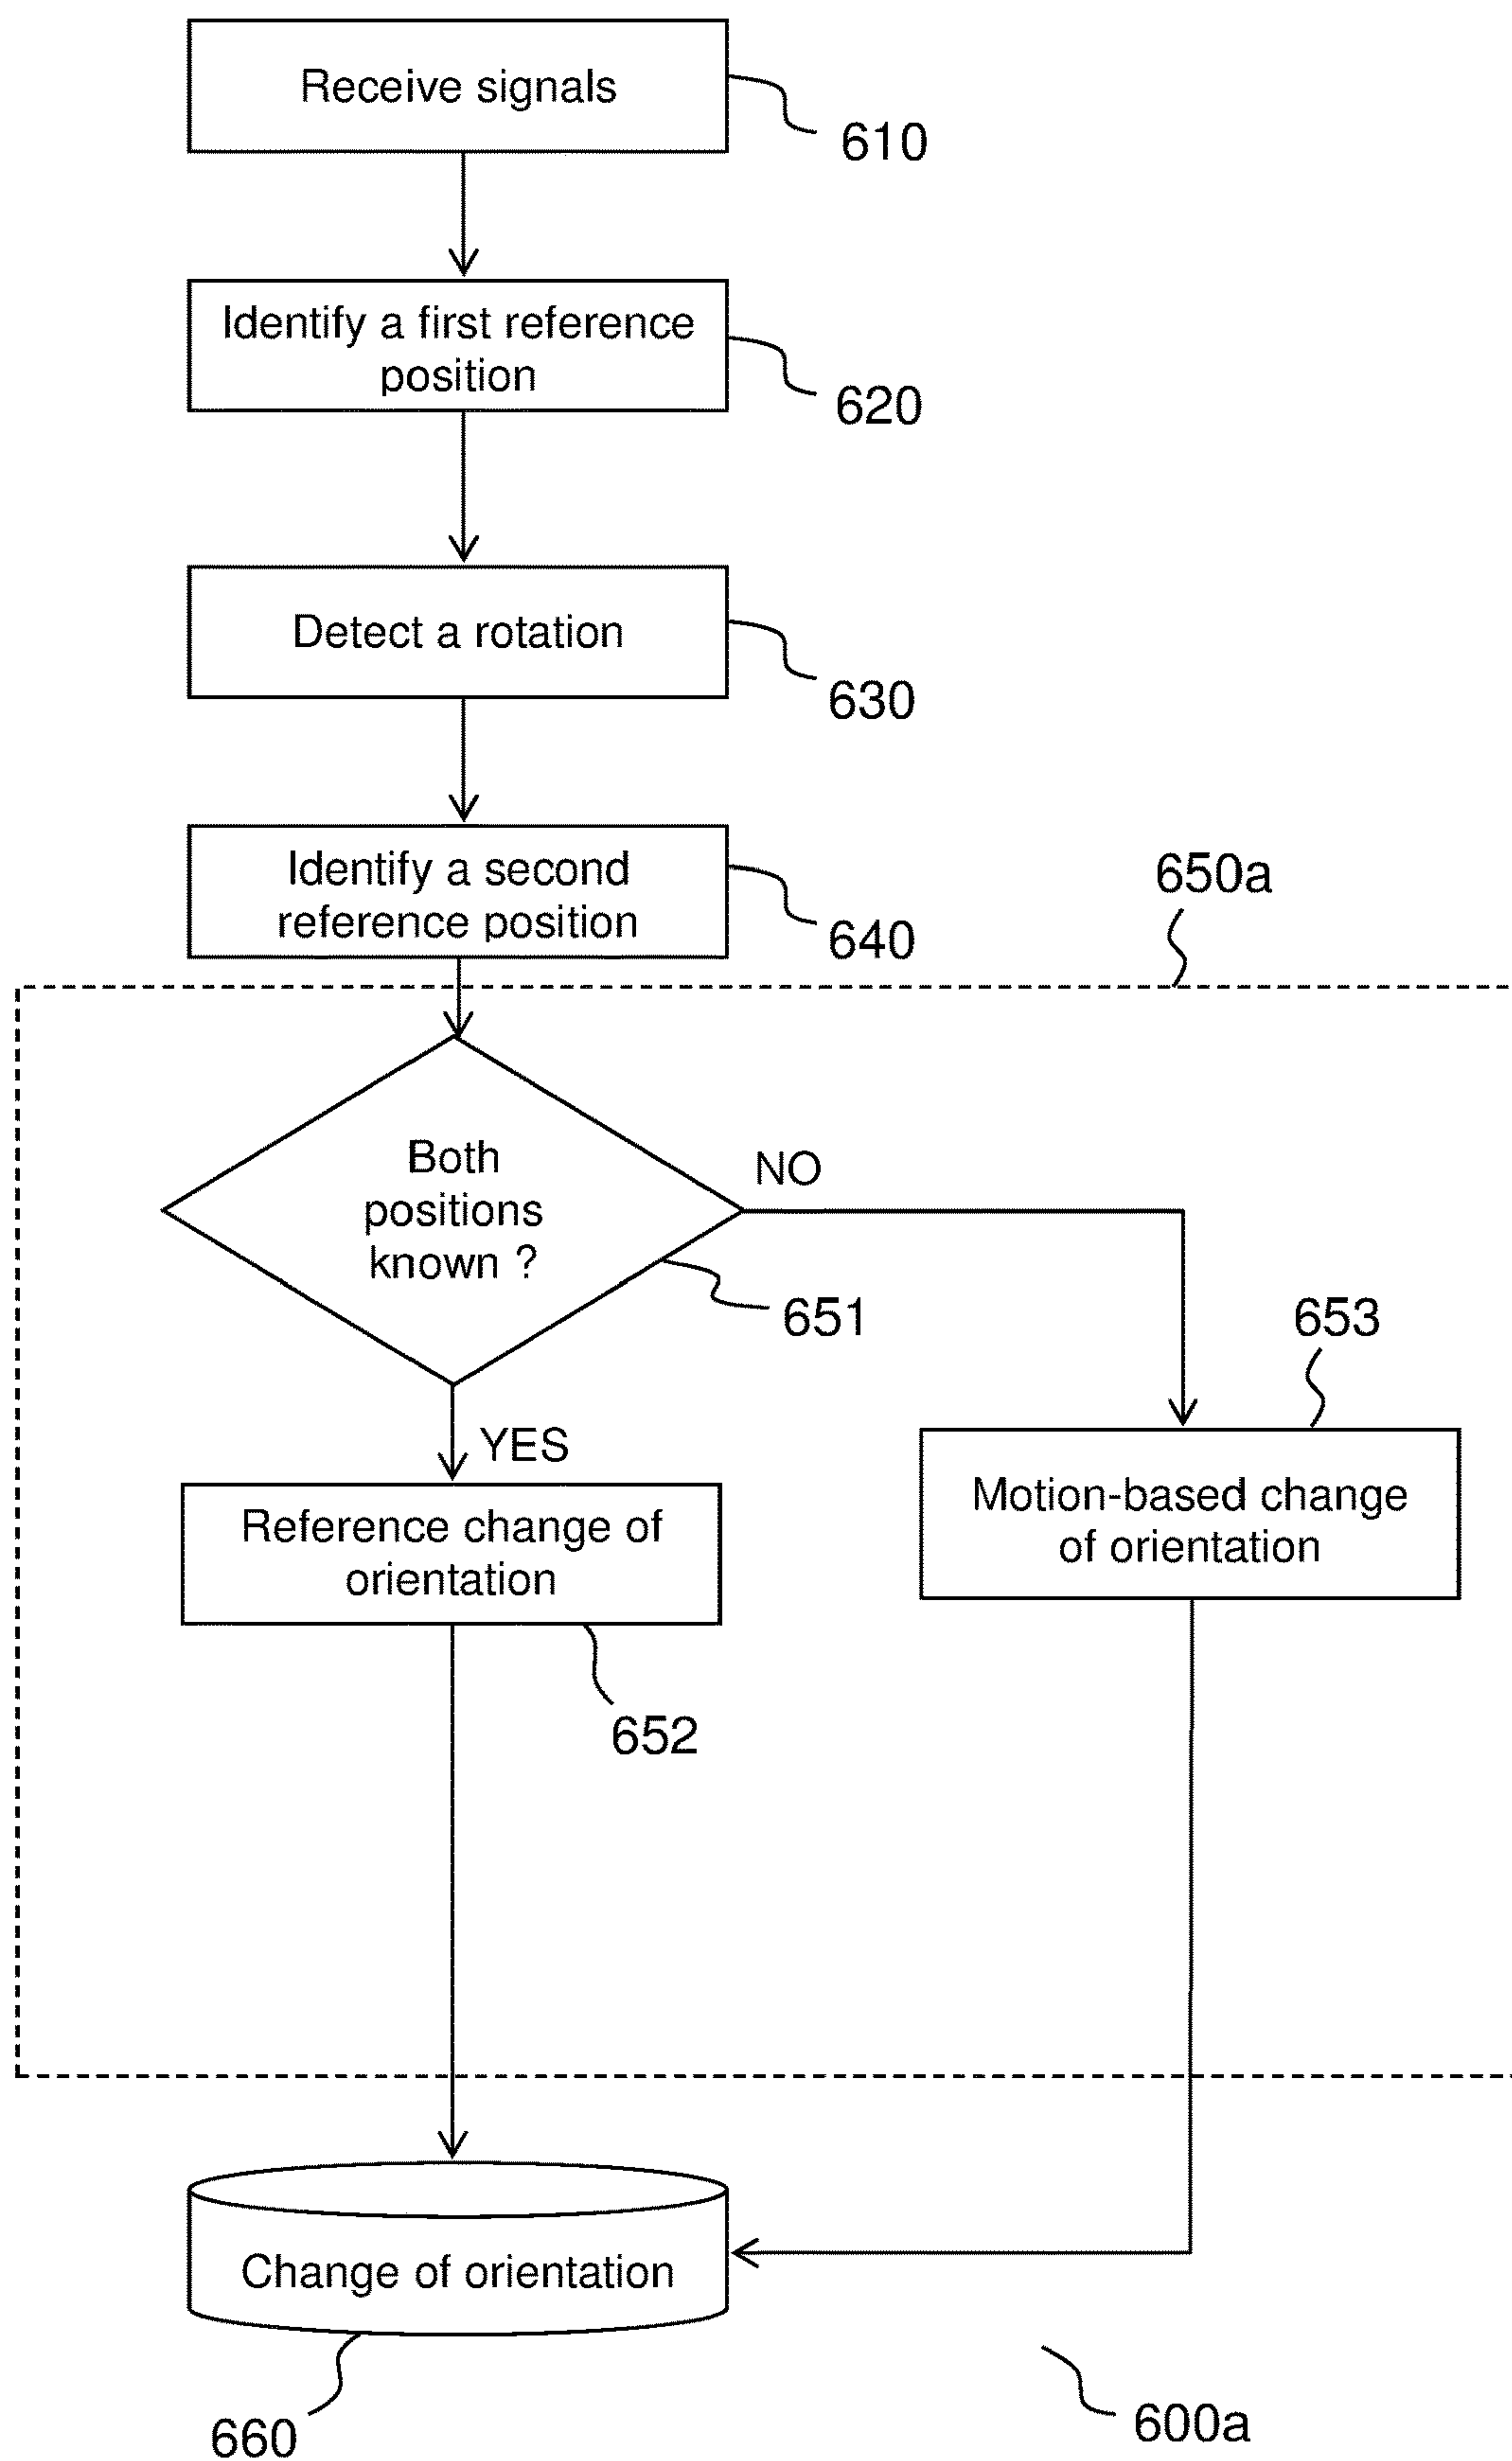 Receive signals
610
Identify a first reference
position
620
Detect a rotation
630
Identify a second
reference position
640
650a
Both
positions
known ?
NO
651
653
YES
Reference change of
orientation
Motion-based change
of orientation
652
Change of orientation
660
600a